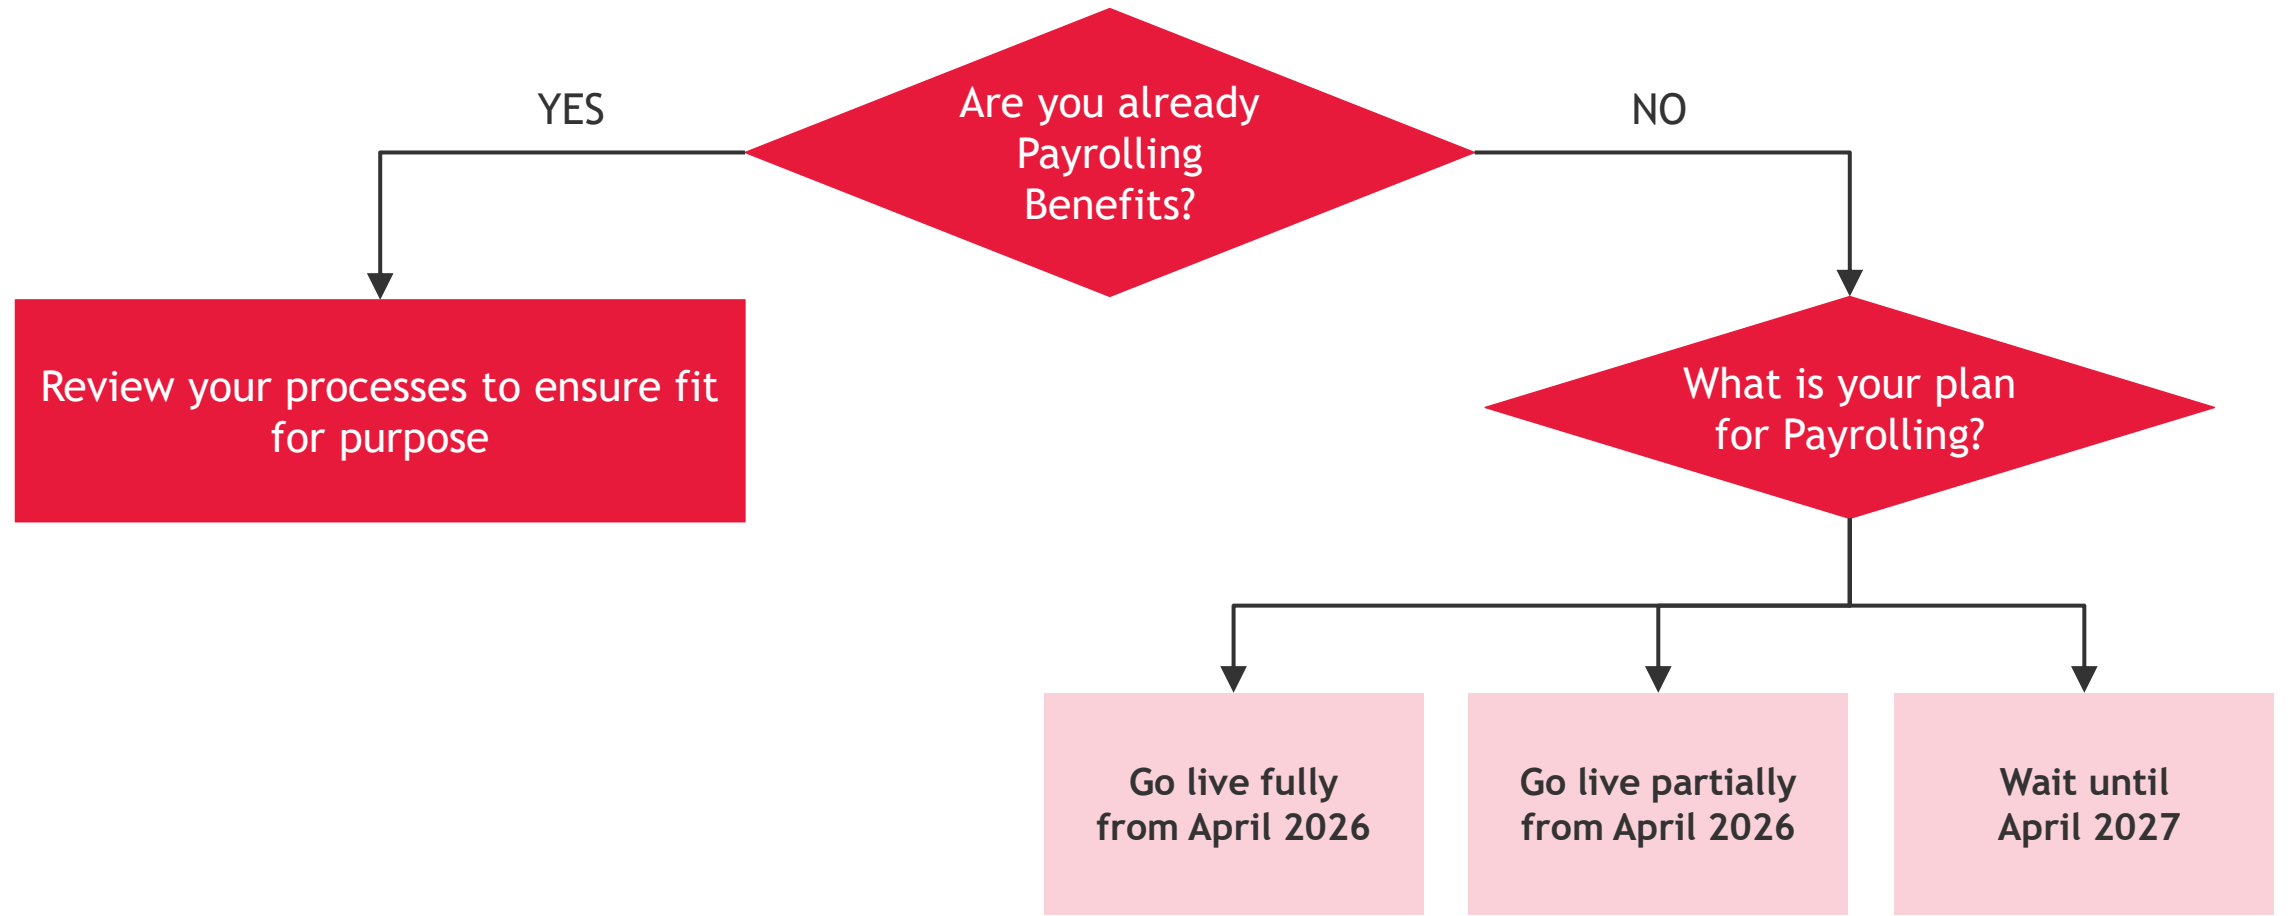 YES
Are you already
Payrolling
Benefits?
NO
Review your processes to ensure fit
for purpose
What is your plan
for Payrolling?
Go live fully
from April 2026
Go live partially
from April 2026
Wait until
April 2027